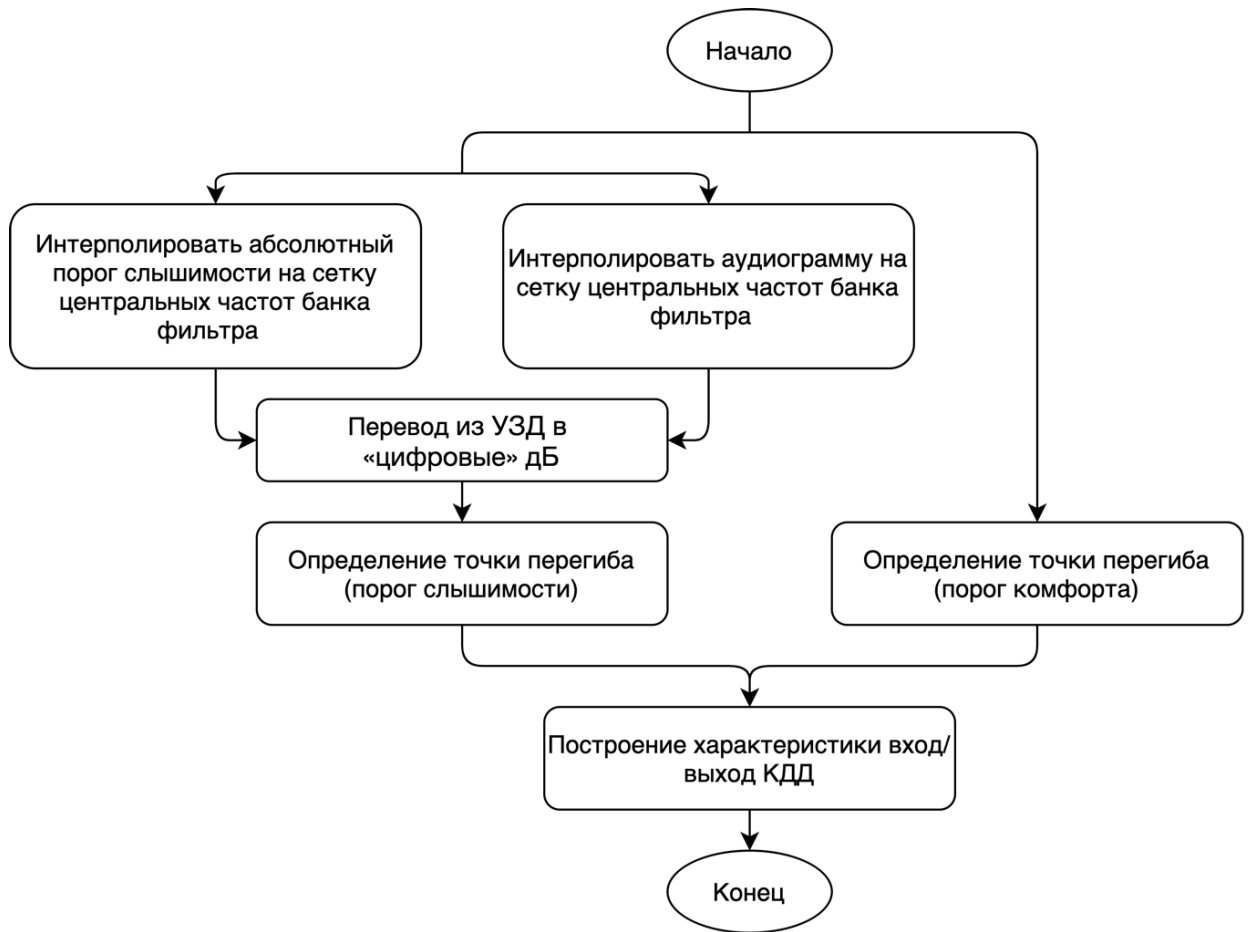 Начало
Интерполировать абсолютный
порог слышимости на сетку
центральных частот банка
фильтра
Интерполировать аудиограмму на
сетку центральных частот банка
фильтра
Перевод из УЗД в
«цифровые» дБ
Определение точки перегиба
(порог слышимости)
Определение точки перегиба
(порог комфорта)
Построение характеристики вход/
выход КДД
Конец